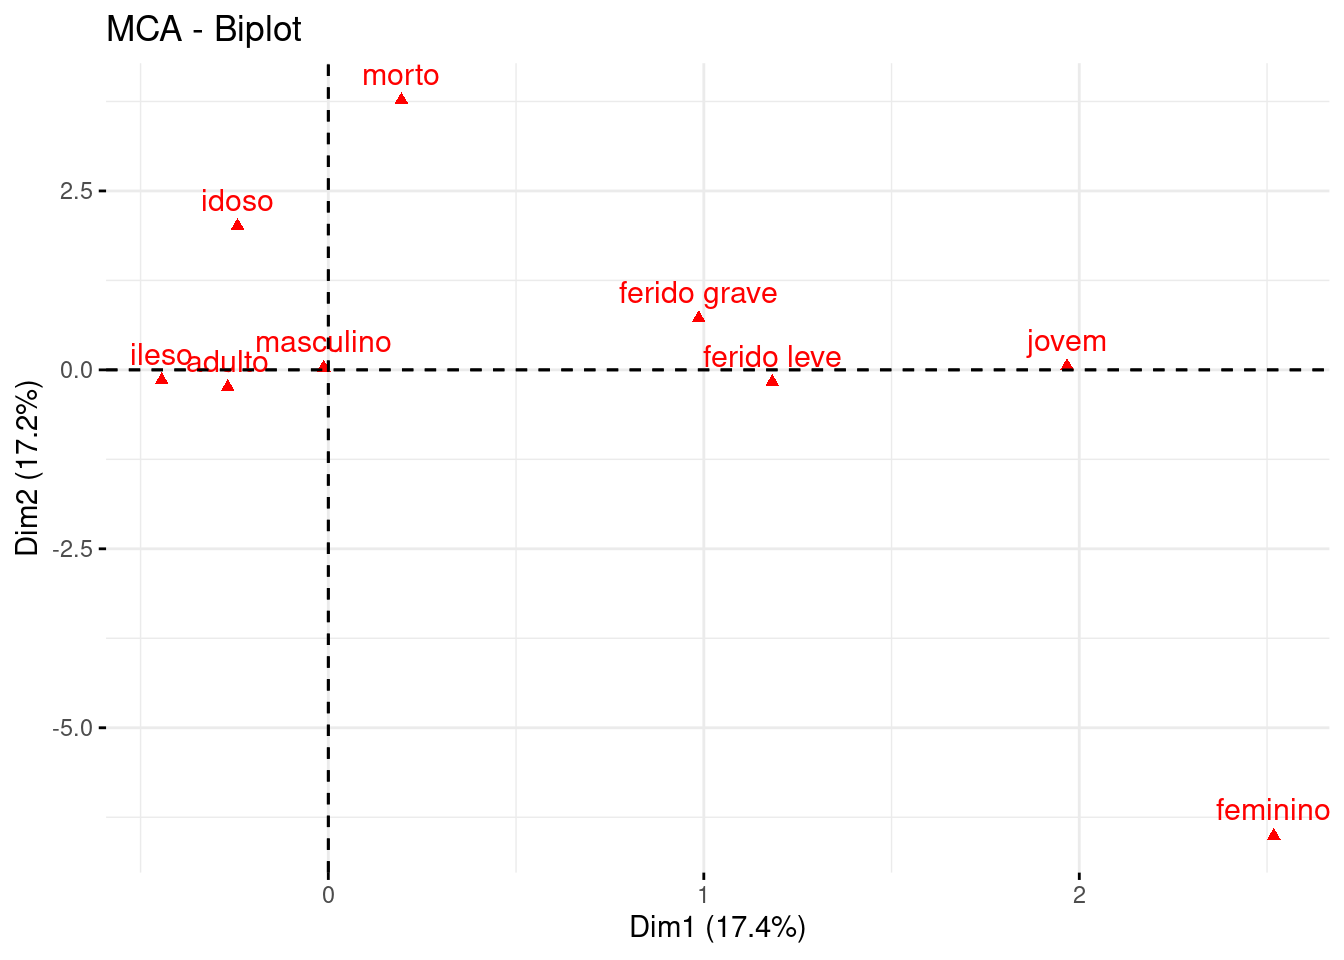 MCA - Biplot
morto
2.5
idoso
ferido grave
masculino
jovem
ileso
adulto
ferido leve
0.0
Dim2 (17.2%)
-2.5
-5.0
feminino
0
1
2
Dim1 (17.4%)